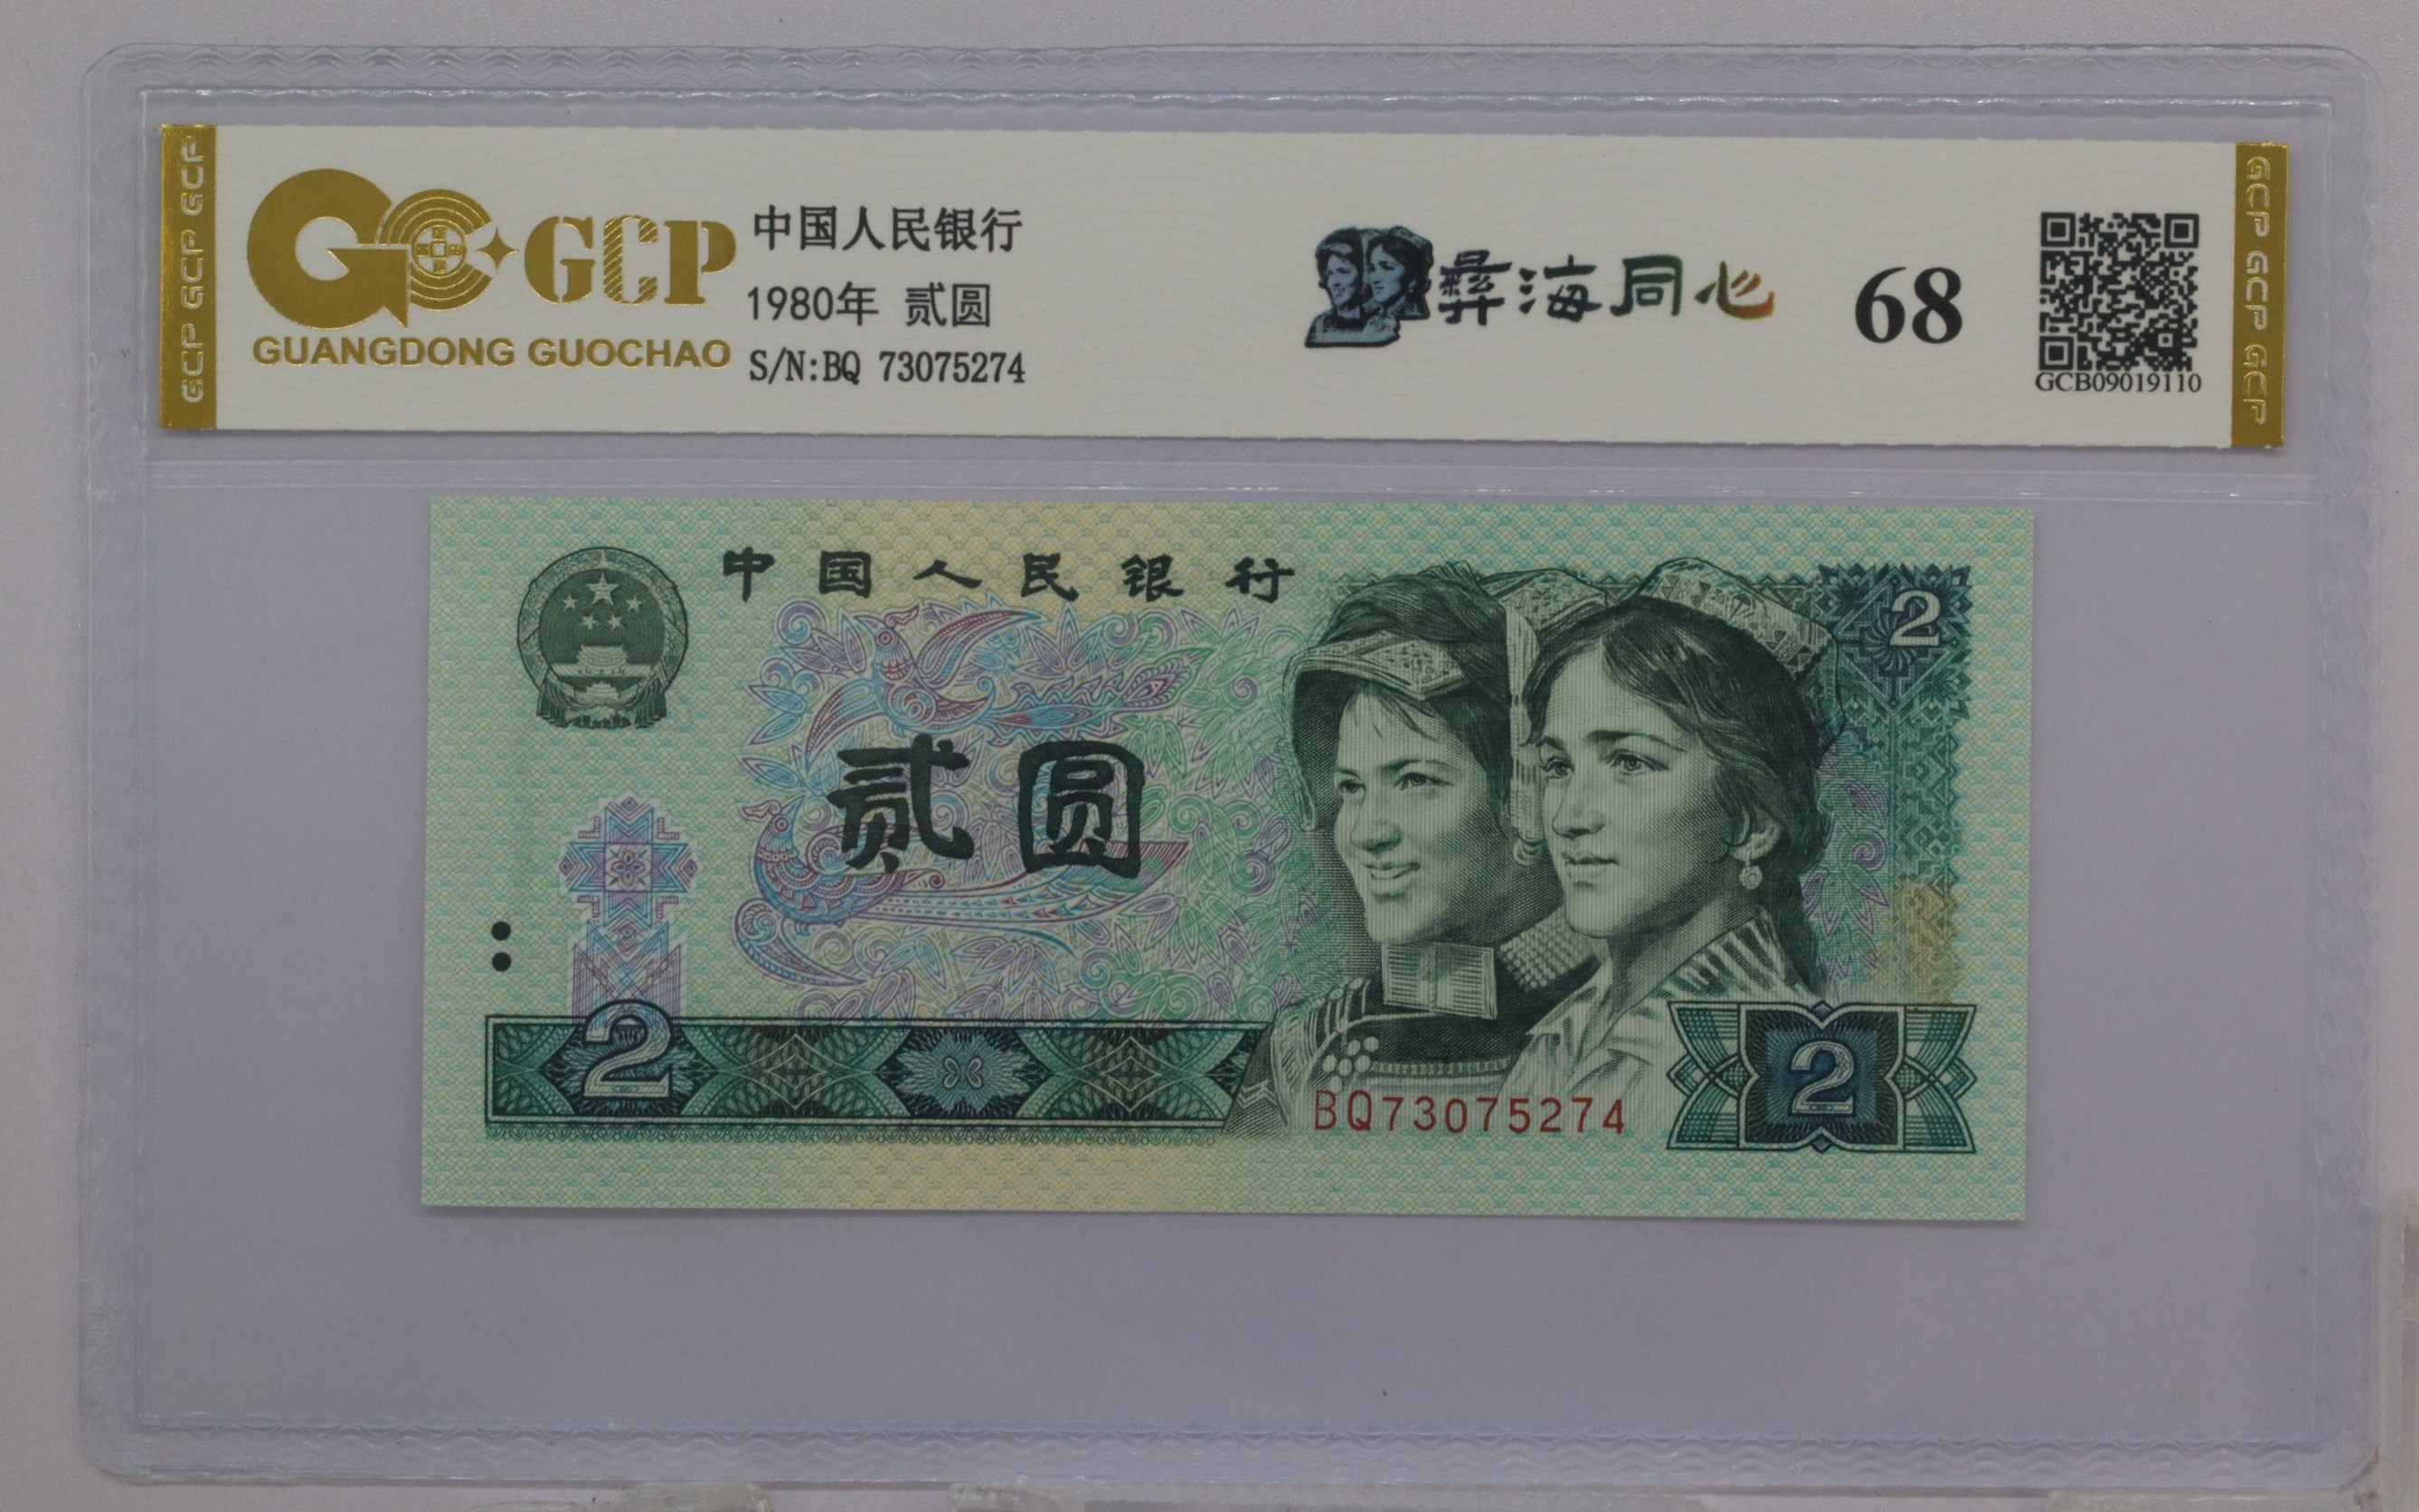 GCP GCP GCP
GCP
GUANGDONG GUOCHAO
中国人民银行
1980年 贰圆
S/N:BQ 73075274
彝海同心
68
GCB09019110
GCP GCP GCP
中国人民银行
2
贰圆
2
BQ73075274
2